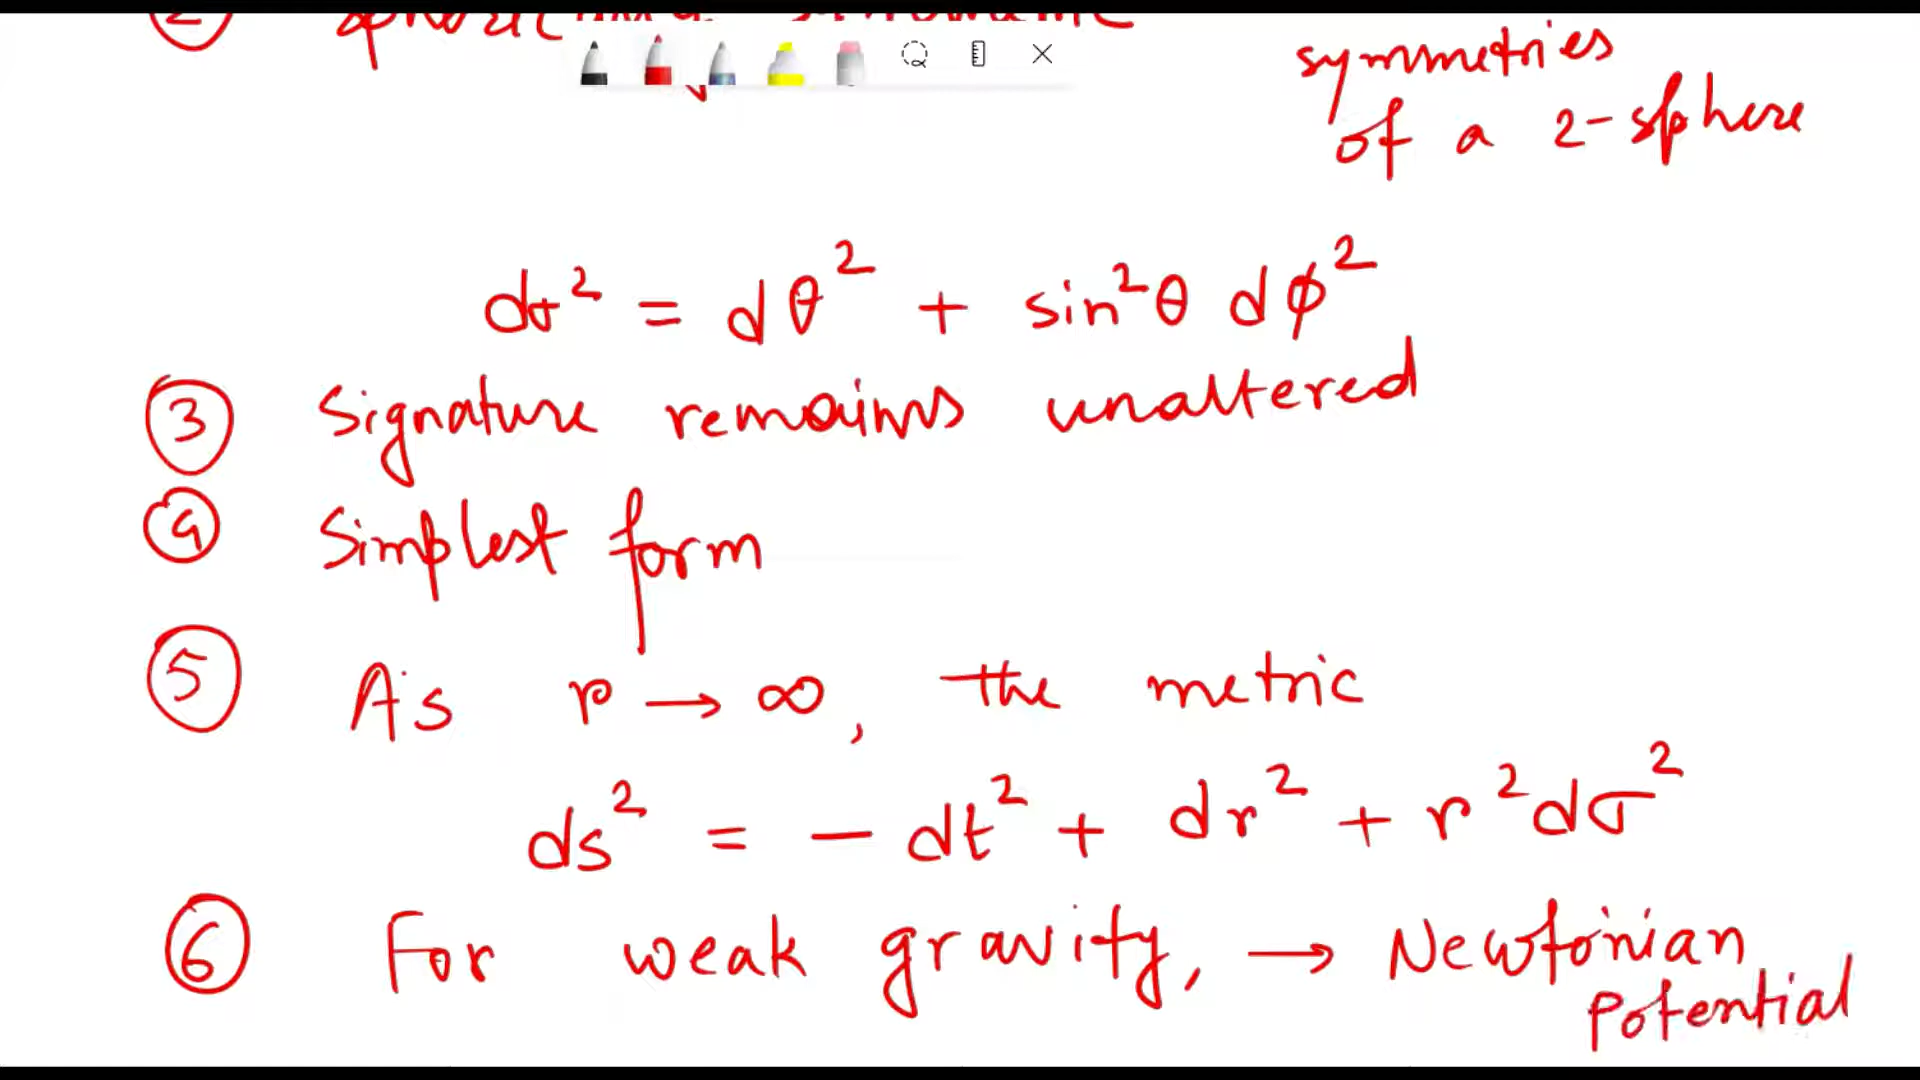 ②
symmetries
of a 2-sphere
dσ² = dθ² + sin²θ dϕ²
③ Signature remains unaltered
④ Simplest form
⑤ As r → ∞, the metric
ds² = - dt² + dr² + r²dσ²
⑥ For weak gravity, → Newtonian
Potential